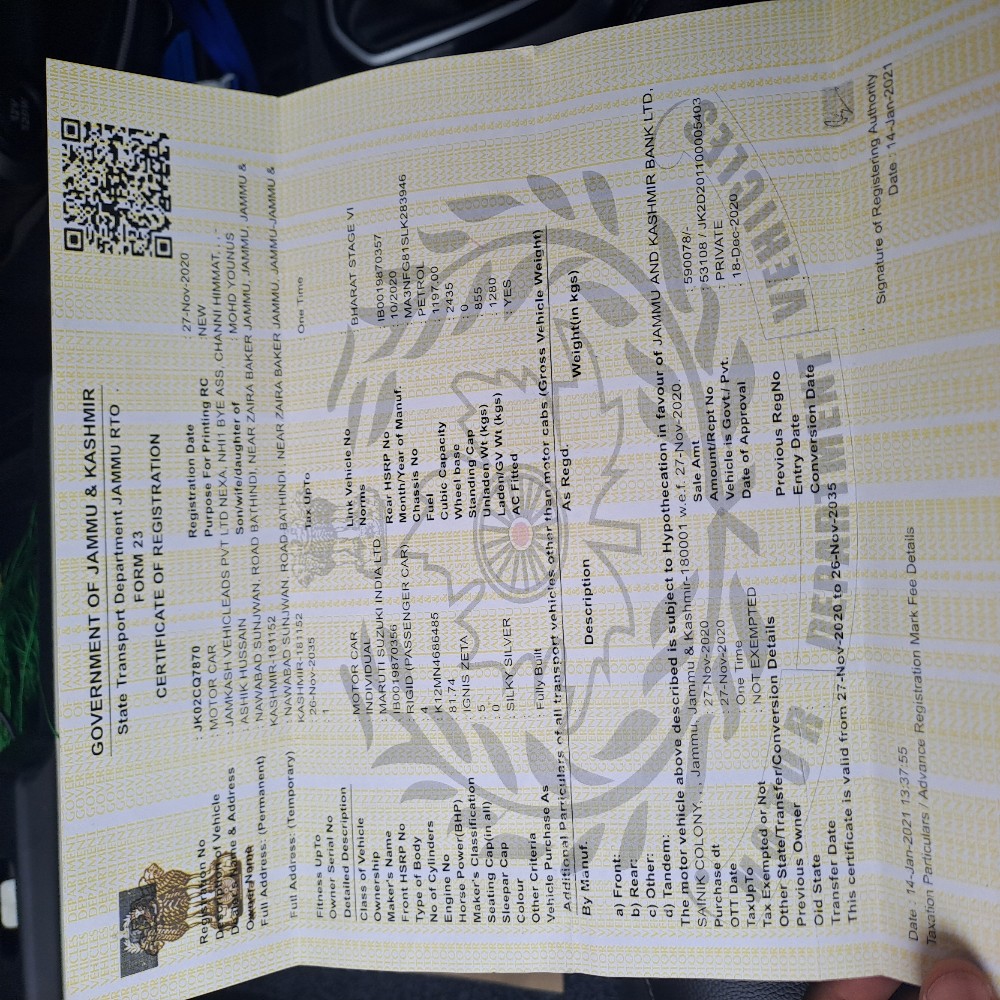 GOVERNMENT OF JAMMU & KASHMIR
State Transport Department JAMMU RTO
FORM 23
CERTIFICATE OF REGISTRATION
Registration No : JK02CQ7870 Registration Date : 27-Nov-2020
Description of Vehicle : MOTOR CAR Purpose For Printing RC NEW
Dealer's Name & Address : JAMKASH VEHICLEADS PVT LTD NEXA, NH11 BYE ASS, CHANNI HIMMAT, , -
Owner Name : ASHIK HUSSAIN Son/wife/daughter of : MOHD YOUNUS
Full Address: (Permanent) NAWABAD SUNJWAN, ROAD BATHINDI, NEAR ZAIRA BAKER JAMMU, JAMMU, JAMMU &
KASHMIR-181152
Full Address: (Temporary) NAWABAD SUNJWAN, ROAD BATHINDI, NEAR ZAIRA BAKER JAMMU, JAMMU-JAMMU &
KASHMIR-181152
Fitness UpTo : 26-Nov-2035 Tax UpTo : One Time
Owner Serial No : 1
Detailed Description
Class of Vehicle : MOTOR CAR Link Vehicle No
Ownership : INDIVIDUAL Norms : BHARAT STAGE VI
Maker's Name : MARUTI SUZUKI INDIA LTD
Front HSRP No : IB0019870356 Rear HSRP No : IB0019870357
Type of Body : RIGID (PASSENGER CAR) Month/Year of Manuf. : 10/2020
No of Cylinders : 4 Chassis No : MA3NFG81SLK283946
Engine No : K12MN4686485 Fuel : PETROL
Horse Power(BHP) : 81.74 Cubic Capacity : 1197.00
Maker's Classification : IGNIS ZETA Wheel base : 2435
Seating Cap(in all) : 5 Standing Cap : 0
Sleepar Cap : 0 Unladen Wt (kgs) : 855
Colour : SILKY SILVER Laden/GV Wt (kgs) : 1280
Other Criteria AC Fitted : YES
Vehicle Purchase As : Fully Built
Additional Particulars of all transport vehicles other than motor cabs (Gross Vehicle Weight)
By Manuf. As Regd.
Description Weight(in kgs)
a) Front:
b) Rear:
c) Other:
d) Tandem:
The motor vehicle above described is subject to Hypothecation in favour of JAMMU AND KASHMIR BANK LTD,
SAINIK COLONY, , , Jammu, Jammu & Kashmir-180001 w.e.f. 27-Nov-2020.
Purchase dt : 27-Nov-2020 Sale Amt : 590078/-
OTT Date : 27-Nov-2020 Amount/Rcpt No : 53108 / JK2D201100005403
TaxUpTo : One Time Vehicle is Govt./ Pvt. : PRIVATE
Tax Exempted or Not : NOT EXEMPTED Date of Approval : 18-Dec-2020
Other State/Transfer/Conversion Details
Previous Owner Previous RegNo
Old State Entry Date
Transfer Date Conversion Date
This certificate is valid from 27-Nov-2020 to 26-Nov-2035
MOTOR DEPARTMENT VEHICLES
Signature of Registering Authority
Date : 14-Jan-2021
Date : 14-Jan-2021 13:37:55
Taxation Particulars / Advance Registration Mark Fee Details